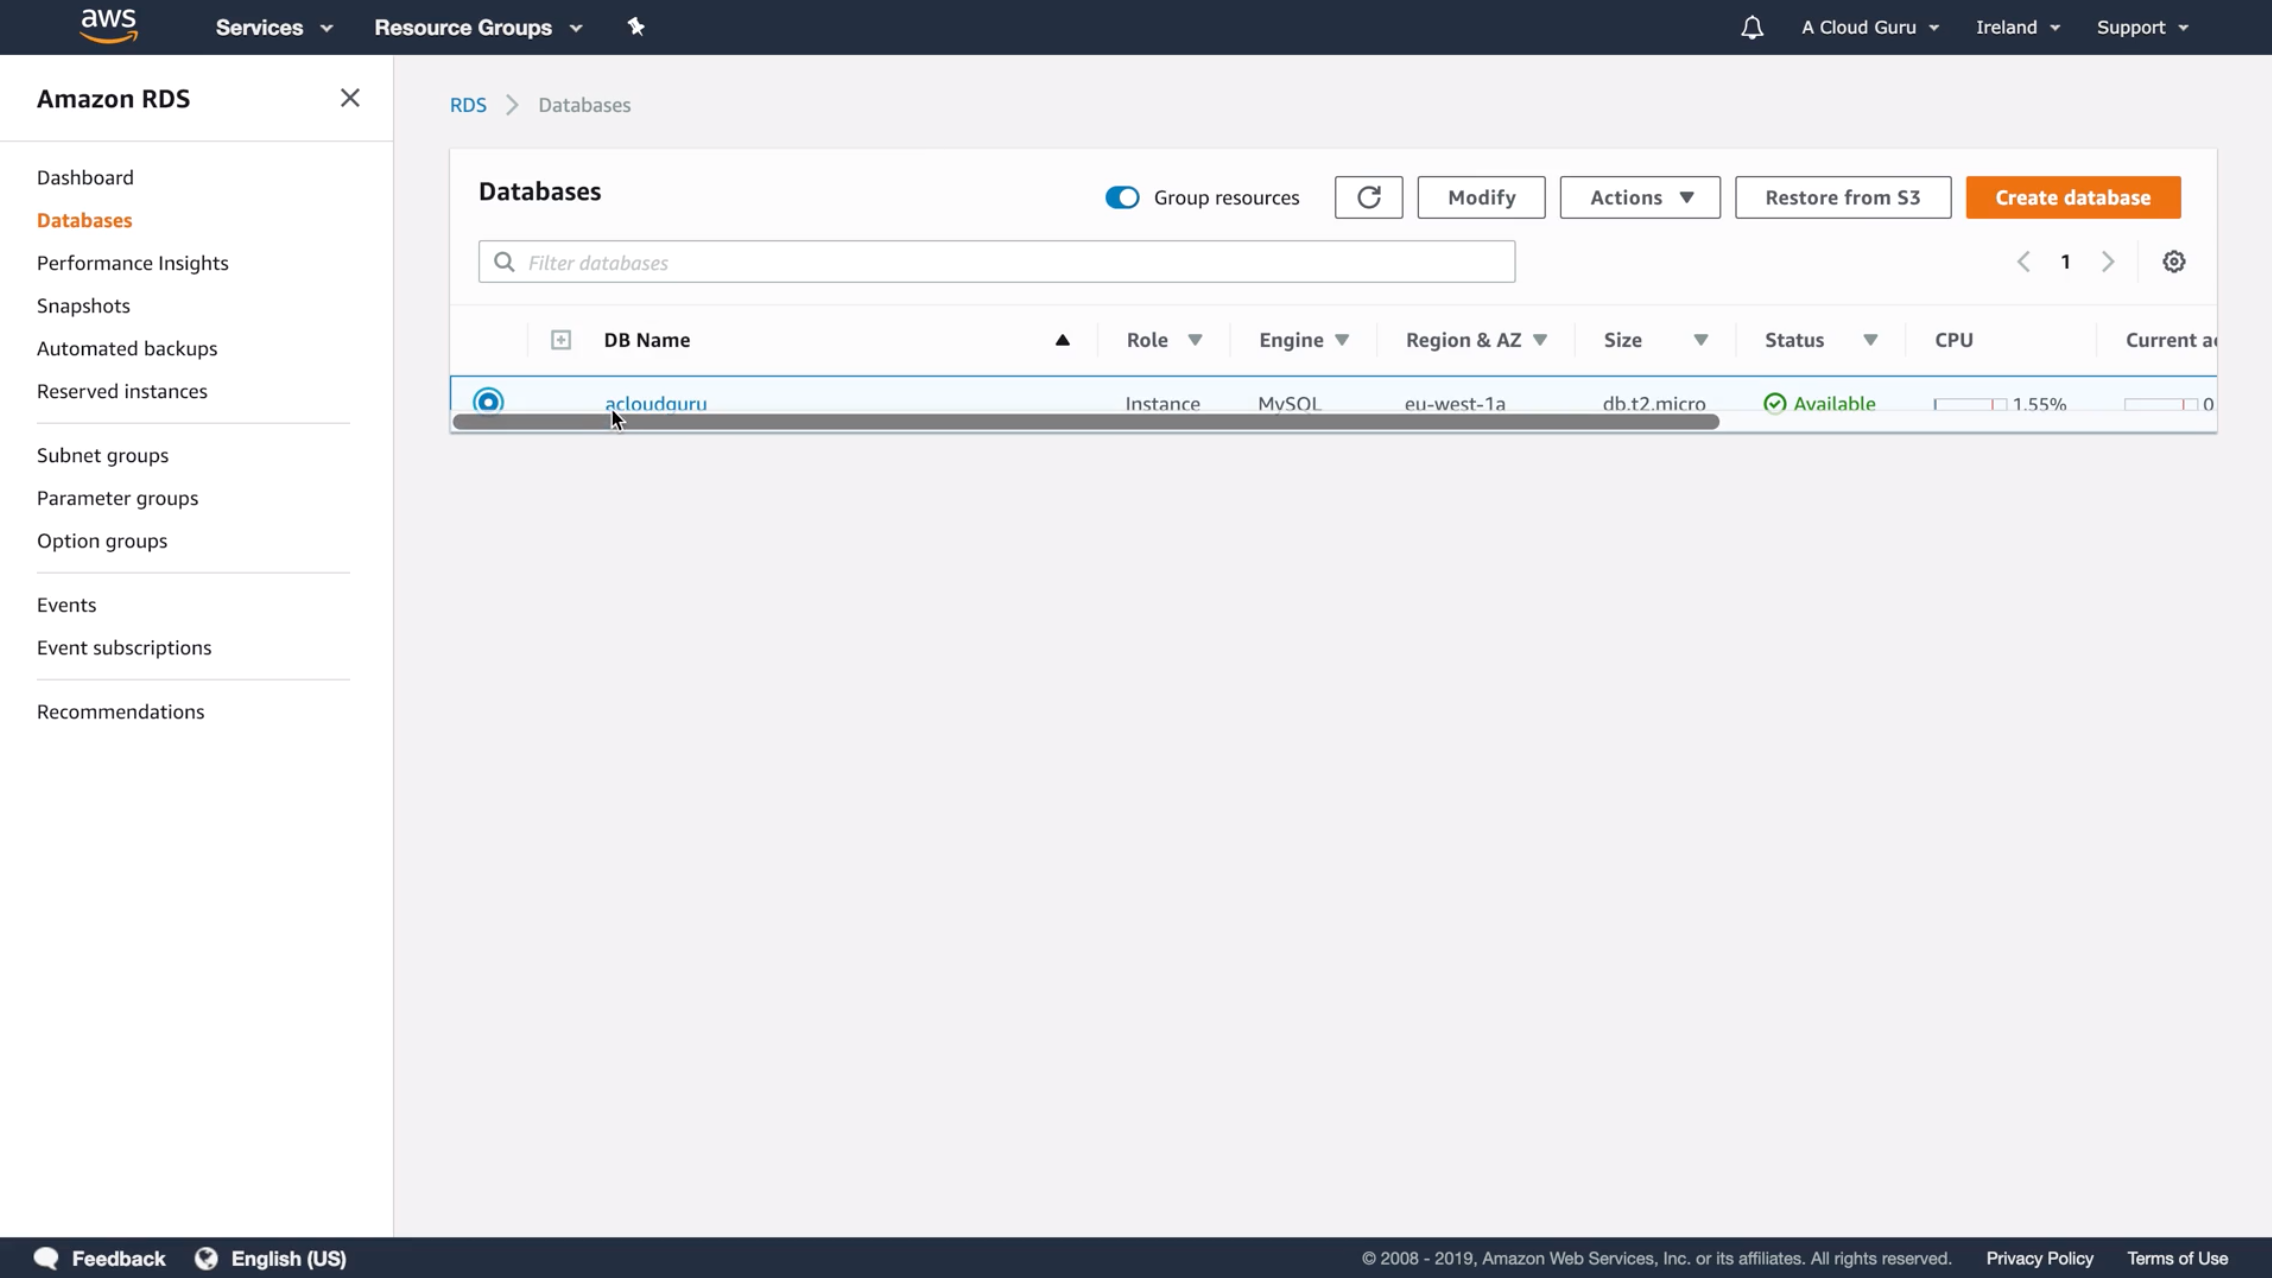 aws Services Resource Groups A Cloud Guru Ireland Support
Amazon RDS
Dashboard
Databases
Performance Insights
Snapshots
Automated backups
Reserved instances
Subnet groups
Parameter groups
Option groups
Events
Event subscriptions
Recommendations
RDS > Databases
Databases Group resources Modify Actions Restore from S3 Create database
Filter databases 1
DB Name Role Engine Region & AZ Size Status CPU Current
acloudguru Instance MySQL eu-west-1a db.t2.micro Available 1.55% 0
Feedback English (US) © 2008 - 2019, Amazon Web Services, Inc. or its affiliates. All rights reserved. Privacy Policy Terms of Use